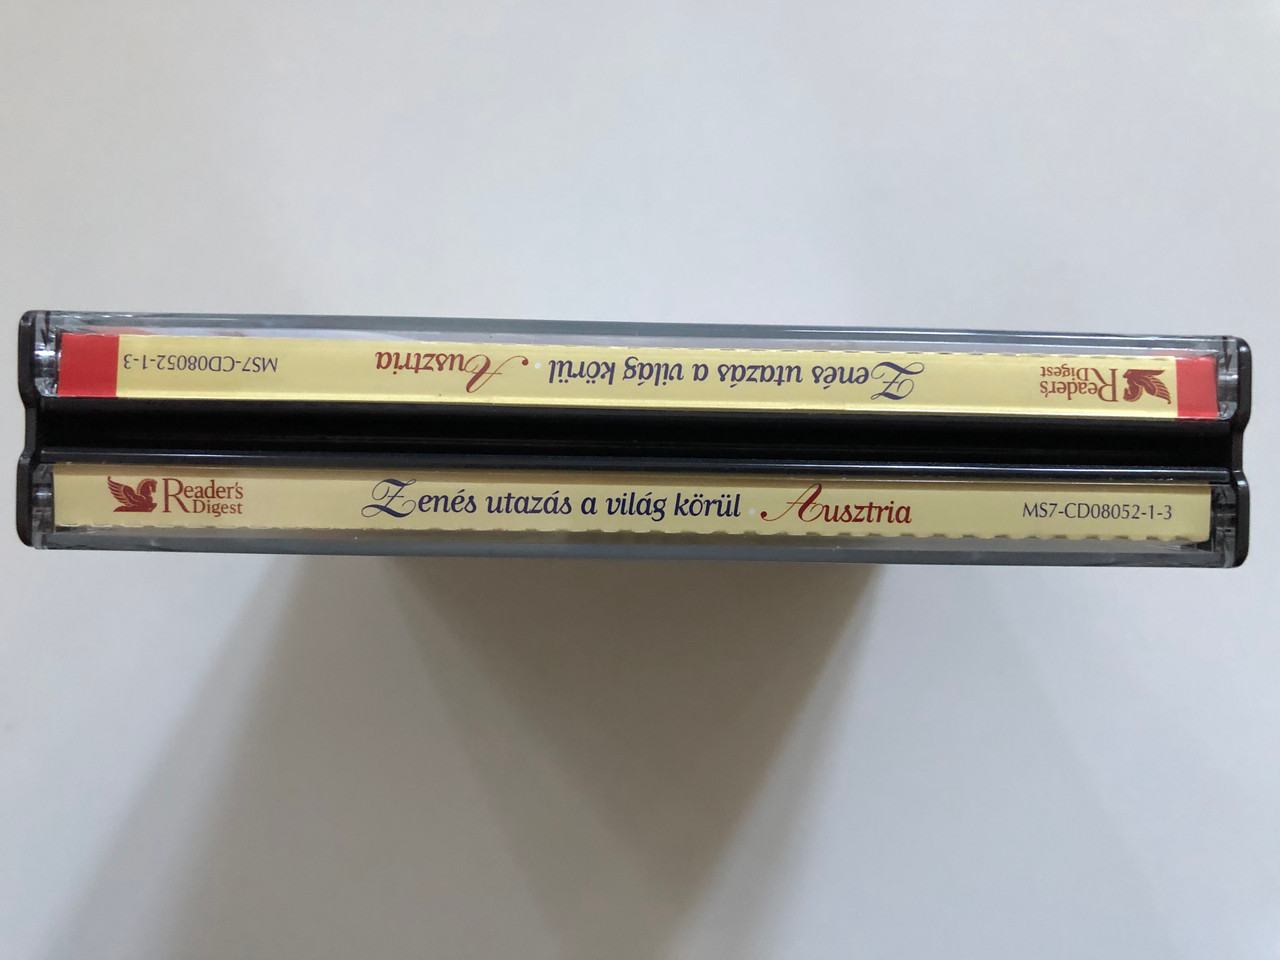 MS7-CD08052-1-3 Ausztria · Zenés utazás a világ körül Reader's Digest
Reader's Digest Zenés utazás a világ körül · Ausztria MS7-CD08052-1-3